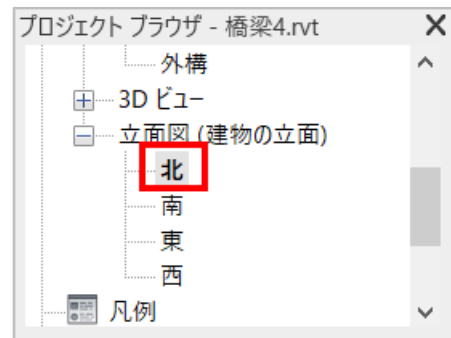 プロジェクト ブラウザ - 橋梁4.rvt
外構
3D ビュー
立面図 (建物の立面)
北
南
東
西
凡例